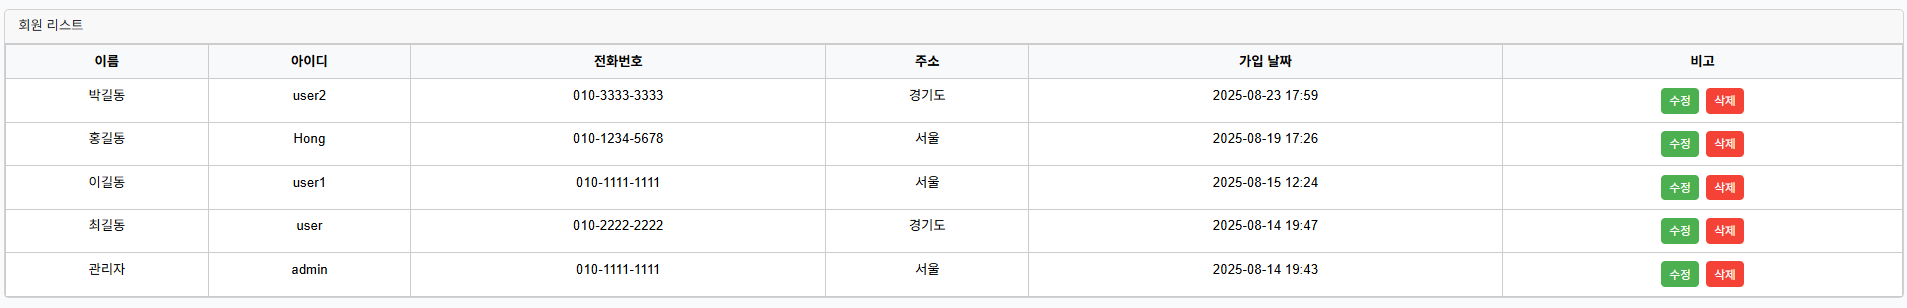 회원 리스트
이름 아이디 전화번호 주소 가입 날짜 비고
박길동 user2 010-3333-3333 경기도 2025-08-23 17:59 수정 삭제
홍길동 Hong 010-1234-5678 서울 2025-08-19 17:26 수정 삭제
이길동 user1 010-1111-1111 서울 2025-08-15 12:24 수정 삭제
최길동 user 010-2222-2222 경기도 2025-08-14 19:47 수정 삭제
관리자 admin 010-1111-1111 서울 2025-08-14 19:43 수정 삭제